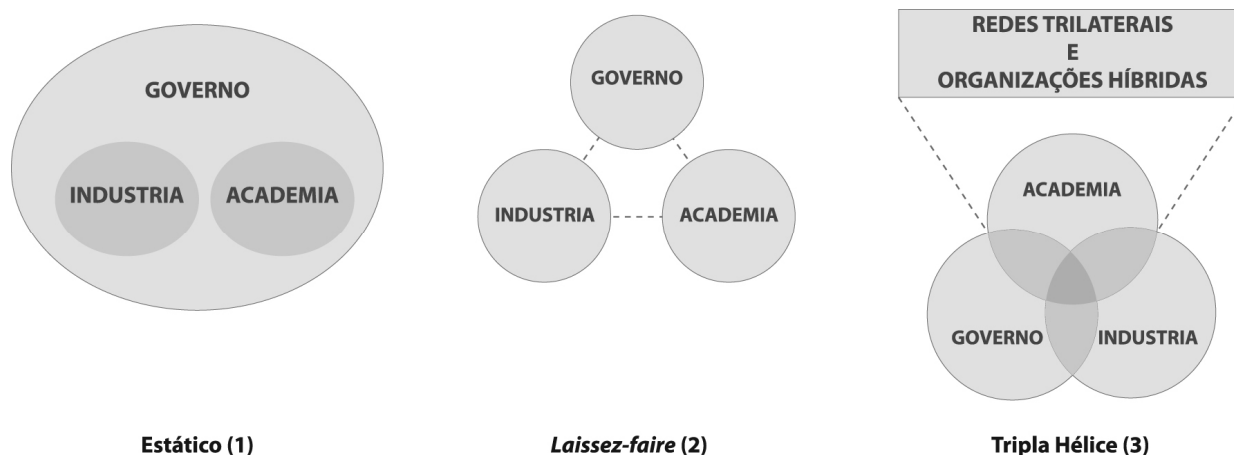 GOVERNO
INDUSTRIA
ACADEMIA
Estático (1)
GOVERNO
INDUSTRIA
ACADEMIA
Laissez-faire (2)
REDES TRILATERAIS
E
ORGANIZAÇÕES HÍBRIDAS
ACADEMIA
GOVERNO
INDUSTRIA
Tripla Hélice (3)